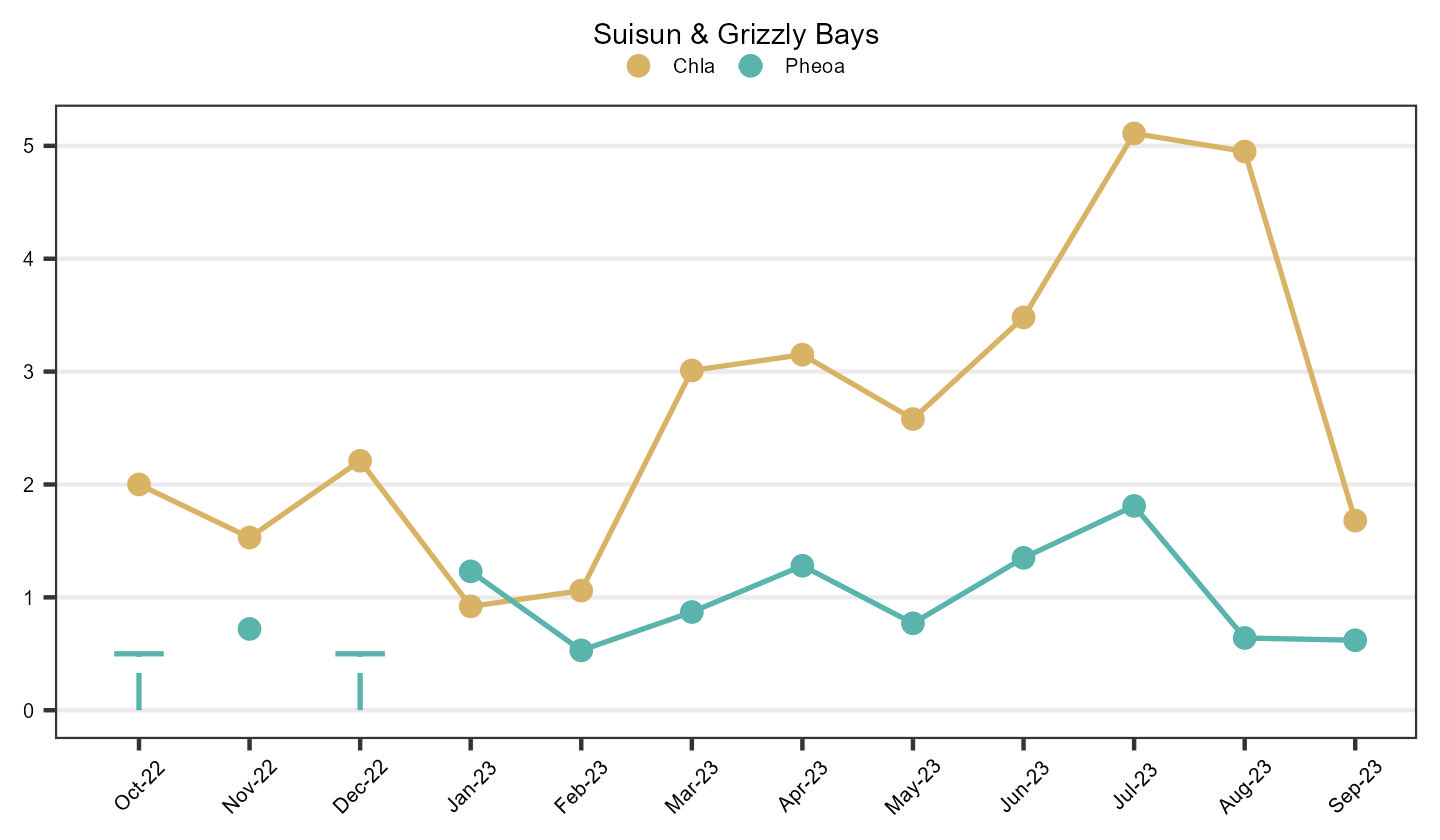 Suisun & Grizzly Bays
Chla Pheoa
5
4
3
2
1
0
Oct-22 Nov-22 Dec-22 Jan-23 Feb-23 Mar-23 Apr-23 May-23 Jun-23 Jul-23 Aug-23 Sep-23